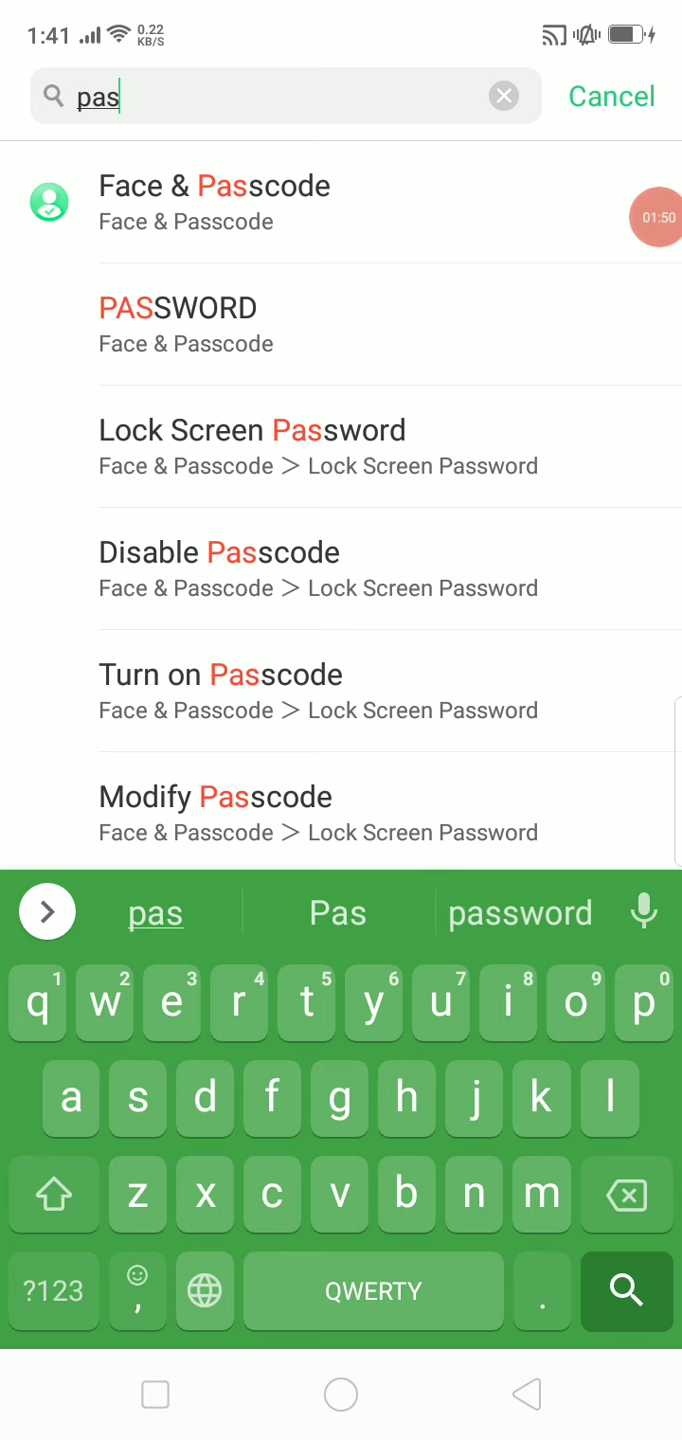 1:41 0.22 KB/S
pas Cancel
Face & Passcode
Face & Passcode
01:50
PASSWORD
Face & Passcode
Lock Screen Password
Face & Passcode > Lock Screen Password
Disable Passcode
Face & Passcode > Lock Screen Password
Turn on Passcode
Face & Passcode > Lock Screen Password
Modify Passcode
Face & Passcode > Lock Screen Password
pas Pas password
q1 w2 e3 r4 t5 y6 u7 i8 o9 p0
a s d f g h j k l
z x c v b n m
?123 , QWERTY .